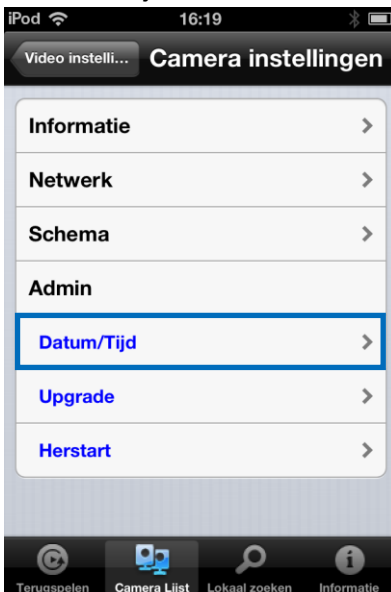 iPod 16:19
Video instelli... Camera instellingen
Informatie
Netwerk
Schema
Admin
Datum/Tijd
Upgrade
Herstart
Terugspelen Camera Lijst Lokaal zoeken Informatie